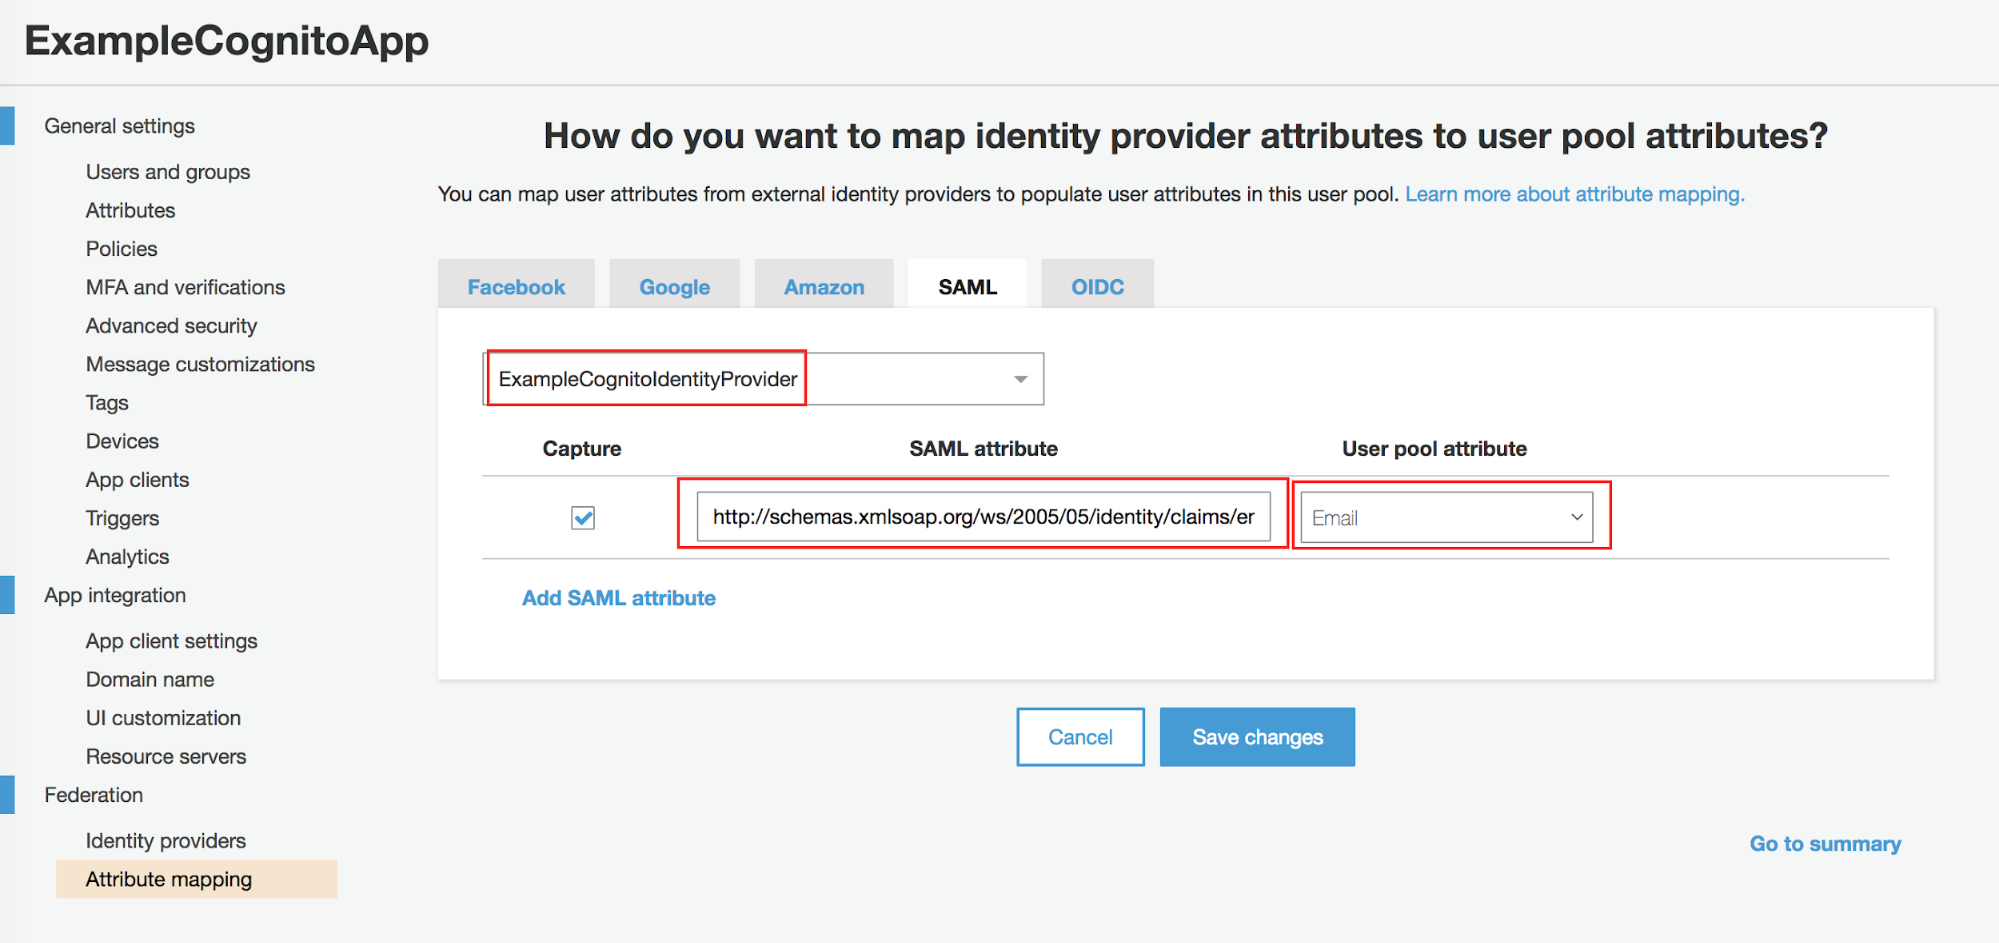 ExampleCognitoApp
General settings
Users and groups
Attributes
Policies
MFA and verifications
Advanced security
Message customizations
Tags
Devices
App clients
Triggers
Analytics
App integration
App client settings
Domain name
UI customization
Resource servers
Federation
Identity providers
Attribute mapping
How do you want to map identity provider attributes to user pool attributes?
You can map user attributes from external identity providers to populate user attributes in this user pool. Learn more about attribute mapping.
Facebook Google Amazon SAML OIDC
ExampleCognitoIdentityProvider
Capture SAML attribute User pool attribute
http://schemas.xmlsoap.org/ws/2005/05/identity/claims/er Email
Add SAML attribute
Cancel Save changes
Go to summary